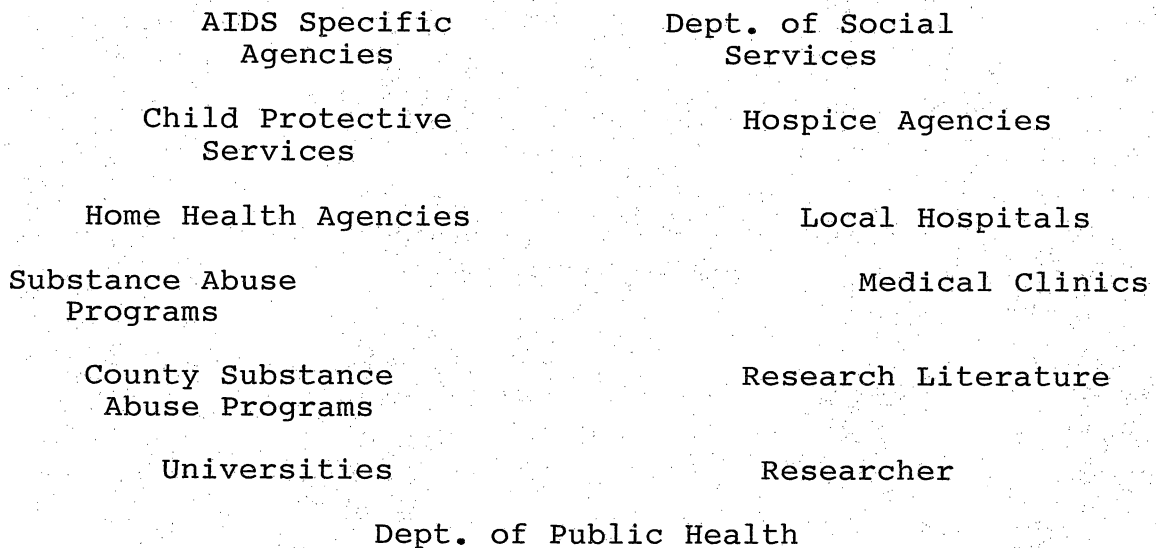 AIDS Specific
Agencies
Dept. of Social
Services
Child Protective
Services
Hospice Agencies
Home Health Agencies
Local Hospitals
Substance Abuse
Programs
Medical Clinics
County Substance
Abuse Programs
Research Literature
Universities
Researcher
Dept. of Public Health